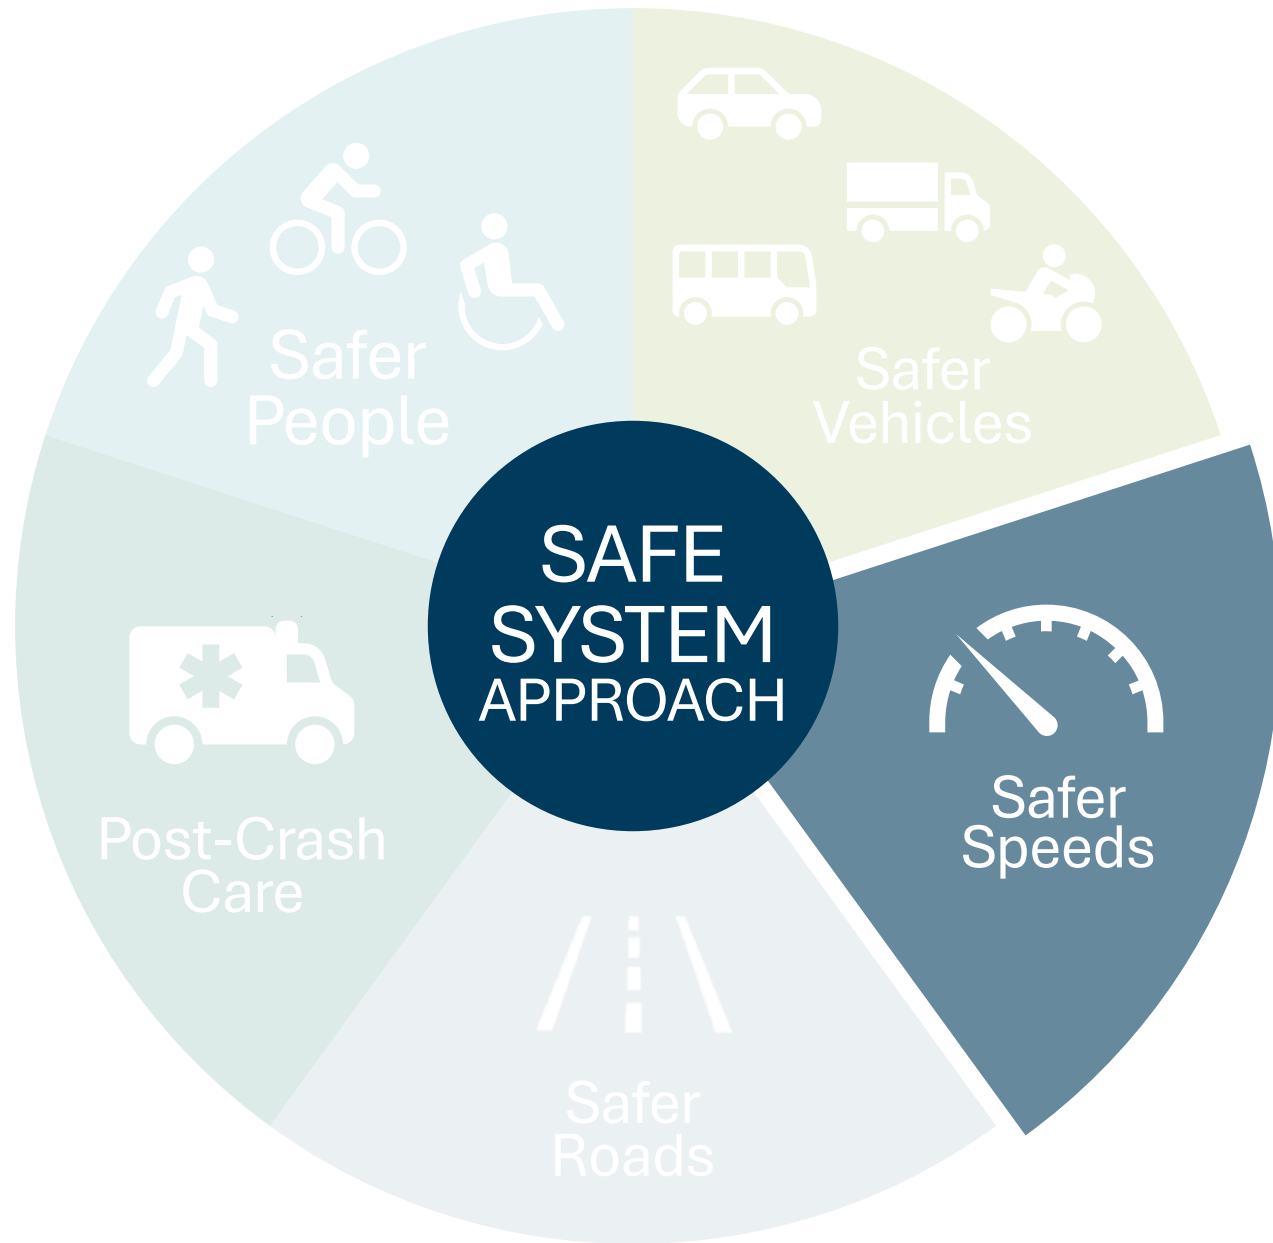 SAFE
SYSTEM
APPROACH
Safer
People
Safer
Vehicles
Safer
Speeds
Safer
Roads
Post-Crash
Care